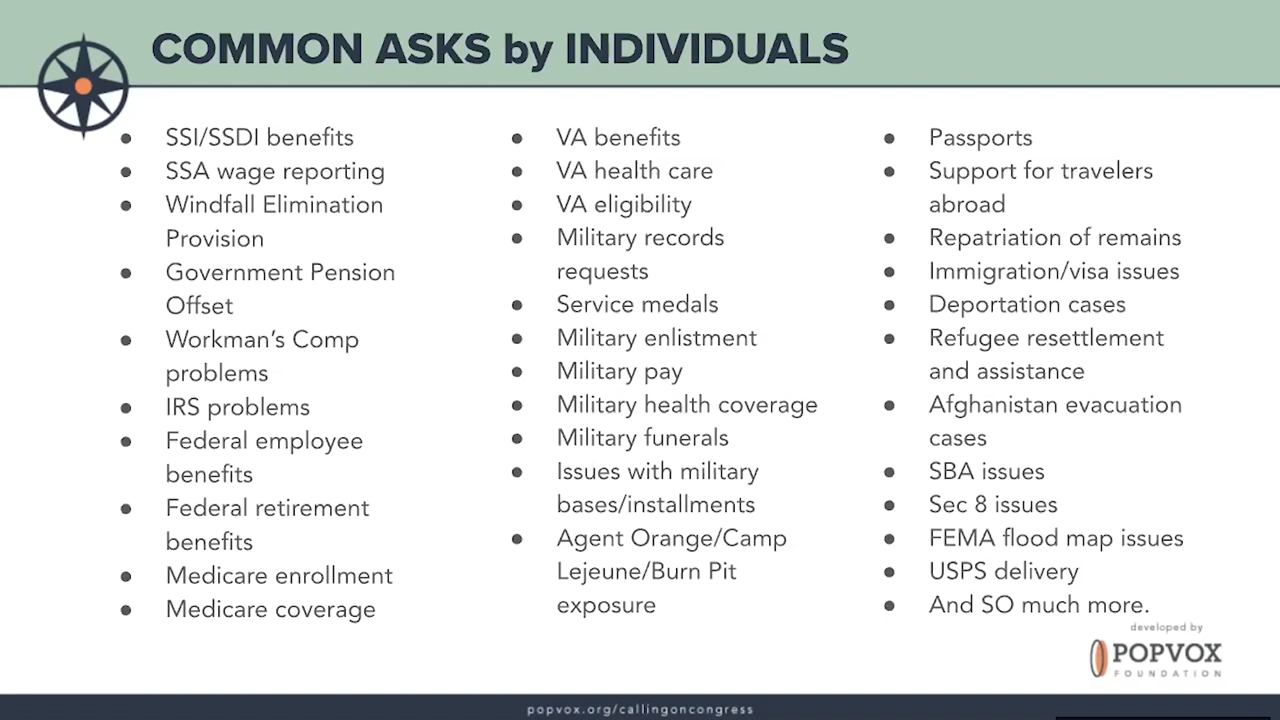 COMMON ASKS by INDIVIDUALS
● SSI/SSDI benefits
● SSA wage reporting
● Windfall Elimination
Provision
● Government Pension
Offset
● Workman’s Comp
problems
● IRS problems
● Federal employee
benefits
● Federal retirement
benefits
● Medicare enrollment
● Medicare coverage
● VA benefits
● VA health care
● VA eligibility
● Military records
requests
● Service medals
● Military enlistment
● Military pay
● Military health coverage
● Military funerals
● Issues with military
bases/installments
● Agent Orange/Camp
Lejeune/Burn Pit
exposure
● Passports
● Support for travelers
abroad
● Repatriation of remains
● Immigration/visa issues
● Deportation cases
● Refugee resettlement
and assistance
● Afghanistan evacuation
cases
● SBA issues
● Sec 8 issues
● FEMA flood map issues
● USPS delivery
● And SO much more.
developed by
POPVOX
FOUNDATION
popvox.org/callingoncongress